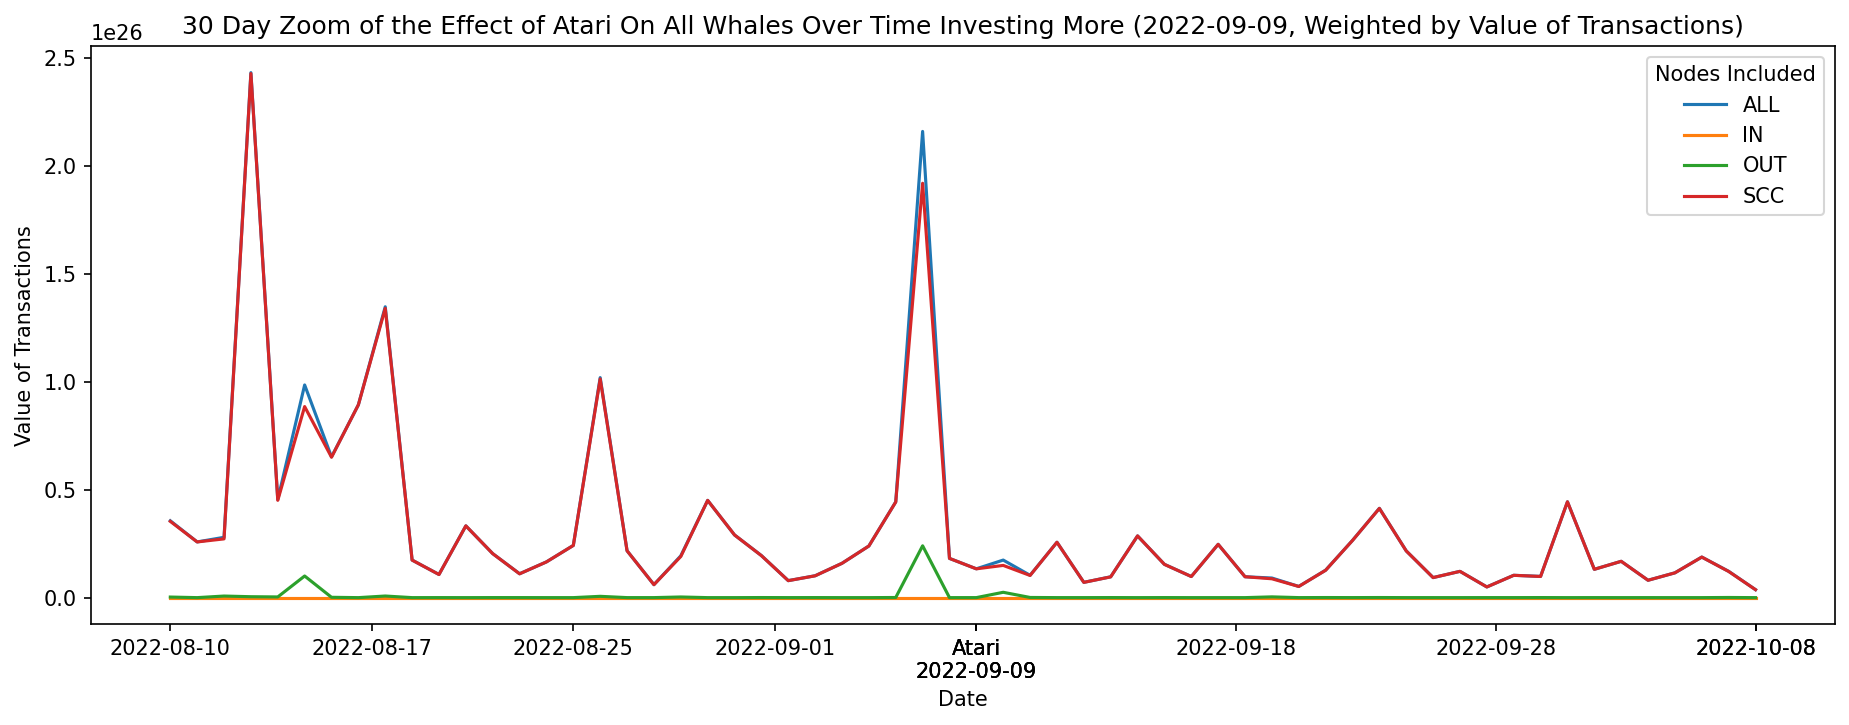 30 Day Zoom of the Effect of Atari On All Whales Over Time Investing More (2022-09-09, Weighted by Value of Transactions)
1e26
2.5
2.0
1.5
1.0
0.5
0.0
Value of Transactions
Nodes Included
ALL
IN
OUT
SCC
2022-08-10
2022-08-17
2022-08-25
2022-09-01
Atari
2022-09-09
2022-09-18
2022-09-28
2022-10-08
Date